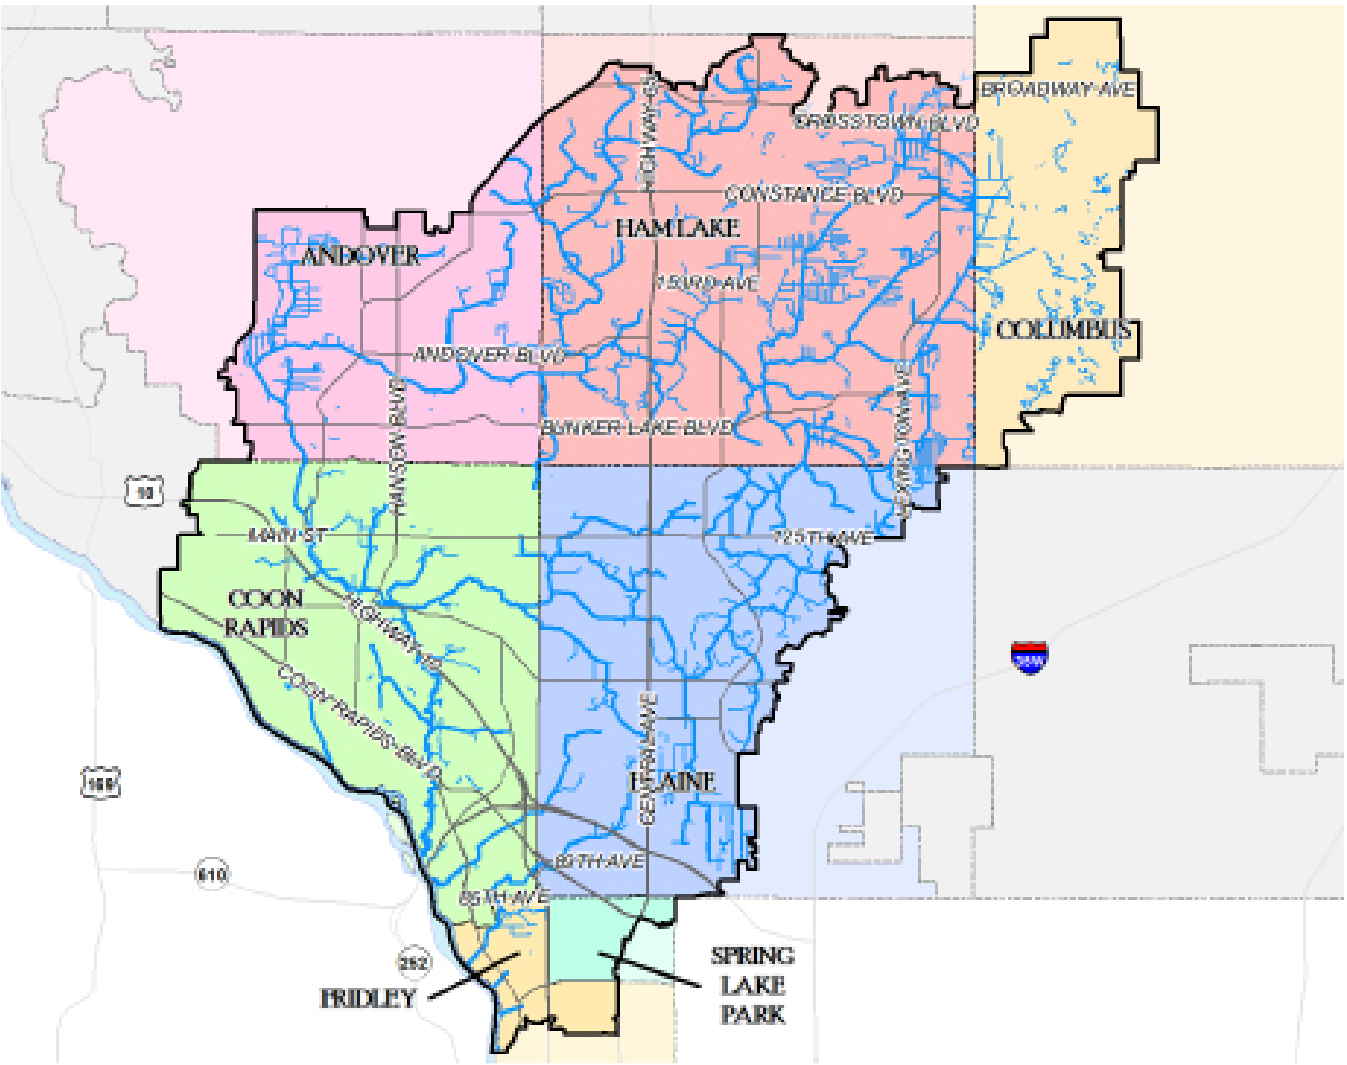 BROADWAY AVE
CROSSTOWN BLVD
HIGHWAY 65
CONSTANCE BLVD
HAM LAKE
ANDOVER
153RD AVE
COLUMBUS
ANDOVER BLVD
HANSON BLVD
LEXINGTON AVE
BUNKER LAKE BLVD
10
MAIN ST
125TH AVE
COON
RAPIDS
HIGHWAY 10
COON RAPIDS BLVD
CENTRAL AVE
BLAINE
169
89TH AVE
610
85TH AVE
252
SPRING
LAKE
PARK
FRIDLEY